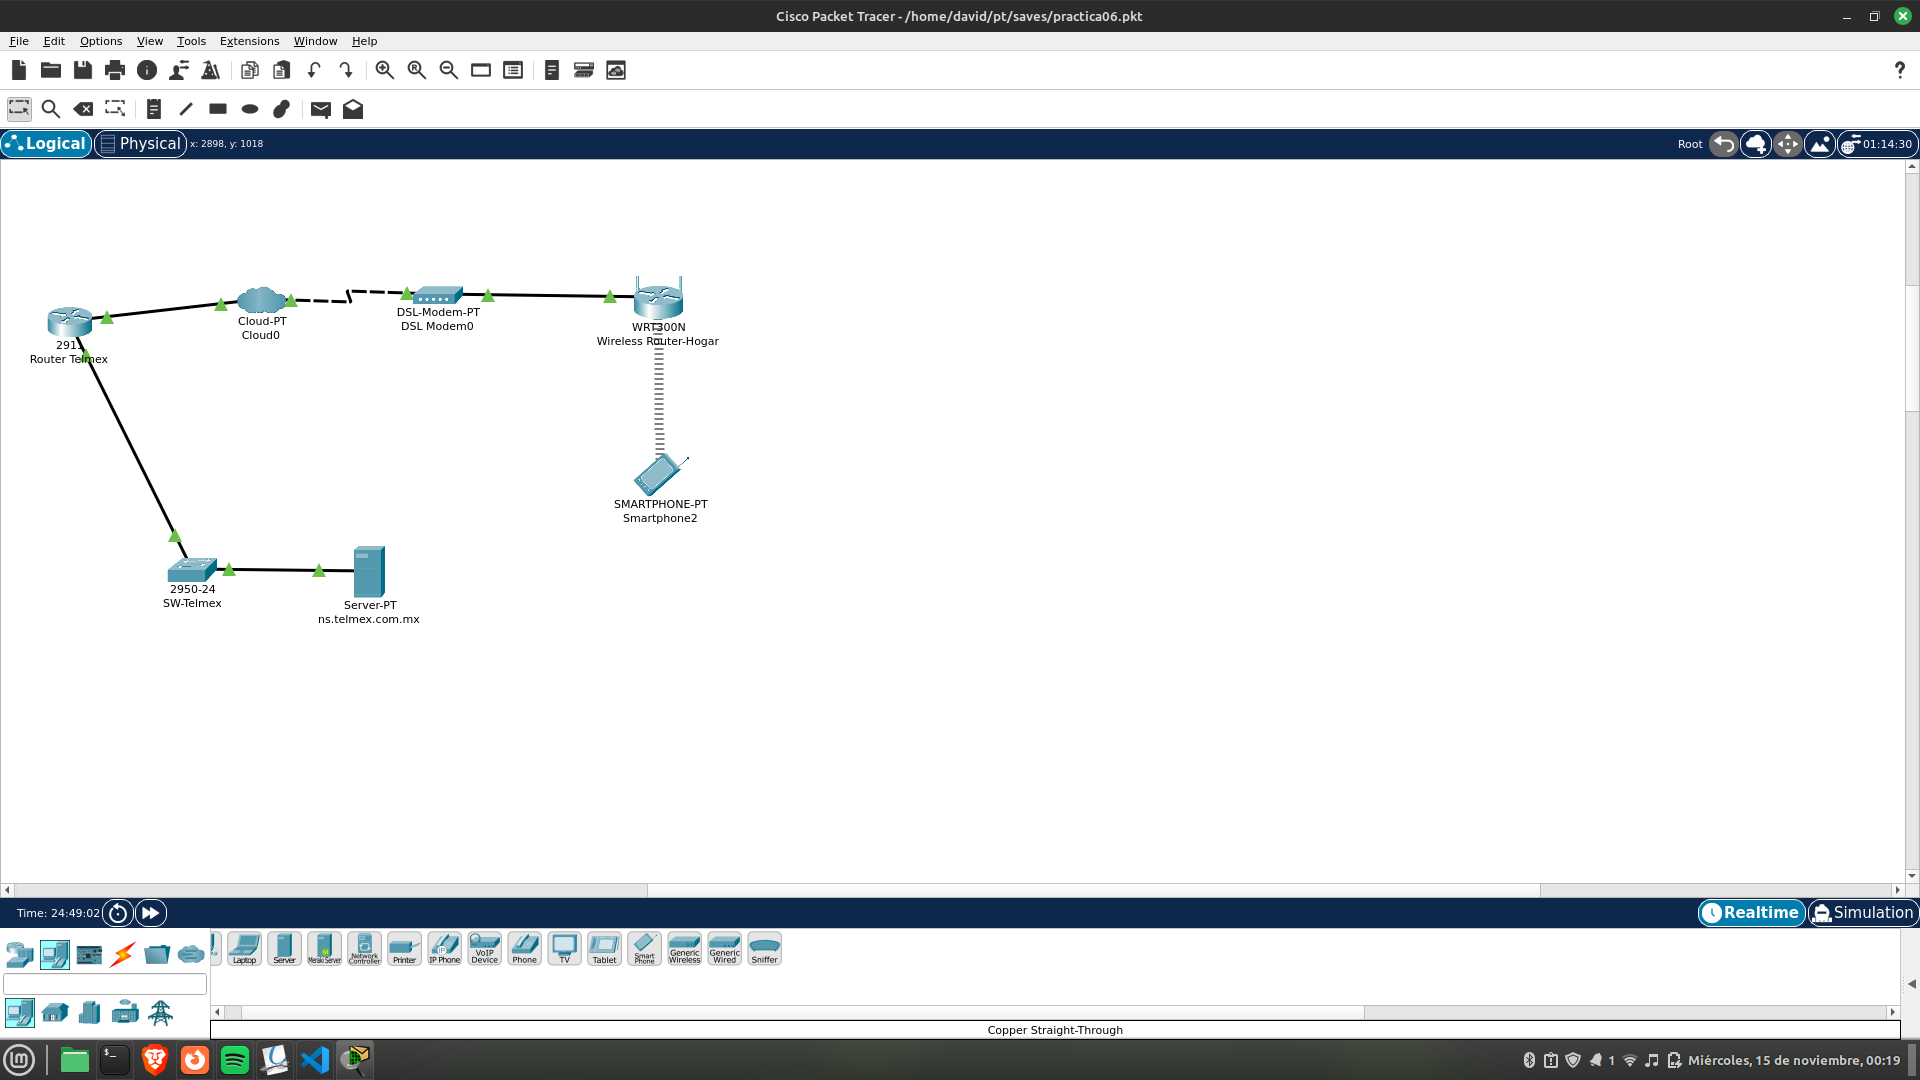 Cisco Packet Tracer - /home/david/pt/saves/practica06.pkt
File Edit Options View Tools Extensions Window Help
?
Logical Physical x: 2898, y: 1018 Root 01:14:30
Cloud-PT
Cloud0
DSL-Modem-PT
DSL Modem0
WRT300N
Wireless Router-Hogar
2911
Router Telmex
SMARTPHONE-PT
Smartphone2
2950-24
SW-Telmex
Server-PT
ns.telmex.com.mx
Time: 24:49:02 Realtime Simulation
Laptop Server Meraki Server Network Controller Printer IP Phone VoIP Device Phone TV Tablet Smart Phone Generic Wireless Generic Wired Sniffer
Copper Straight-Through
1 Miércoles, 15 de noviembre, 00:19